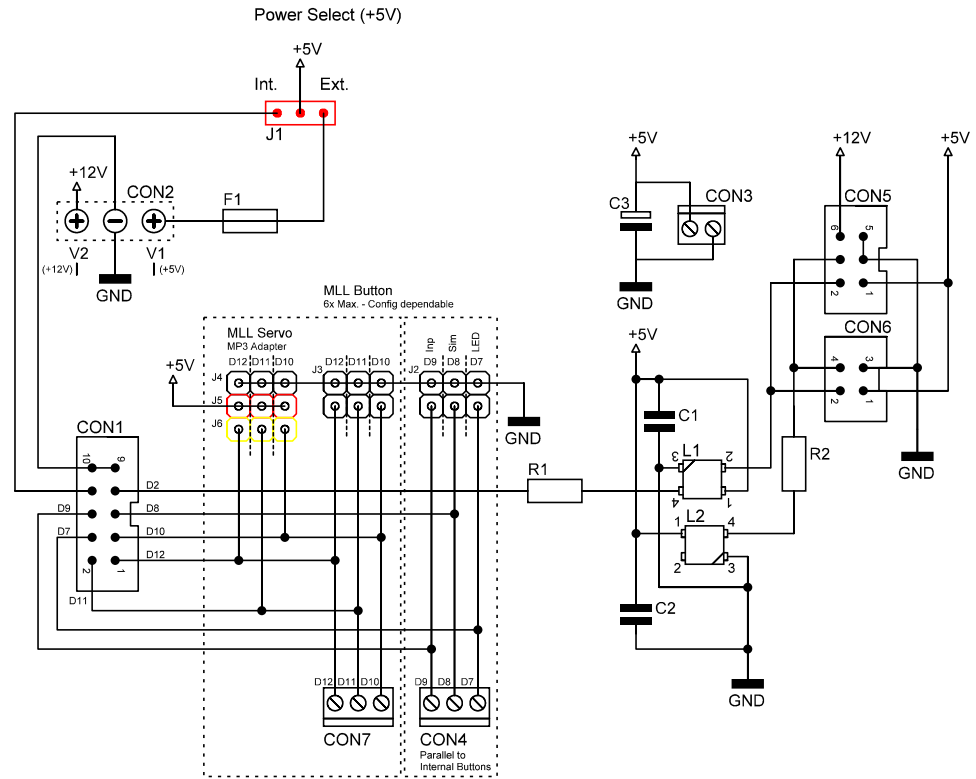 Power Select (+5V)
+5V
Int.
Ext.
J1
+12V
CON2
F1
V2
(+12V)
V1
(+5V)
GND
+5V
C3
CON3
GND
+12V
+5V
CON5
6
5
2
1
CON6
4
3
2
1
GND
MLL Button
6x Max. - Config dependable
MLL Servo
MP3 Adapter
Inp
Sim
LED
D12
D11
D10
J3
D12
D11
D10
J2
D9
D8
D7
+5V
J4
J5
J6
GND
CON1
10
9
2
1
D2
D9
D8
D7
D10
D12
D11
R1
+5V
C1
L1
3
2
4
1
R2
L2
1
4
2
3
C2
GND
D12
D11
D10
D9
D8
D7
CON7
CON4
Parallel to
Internal Buttons